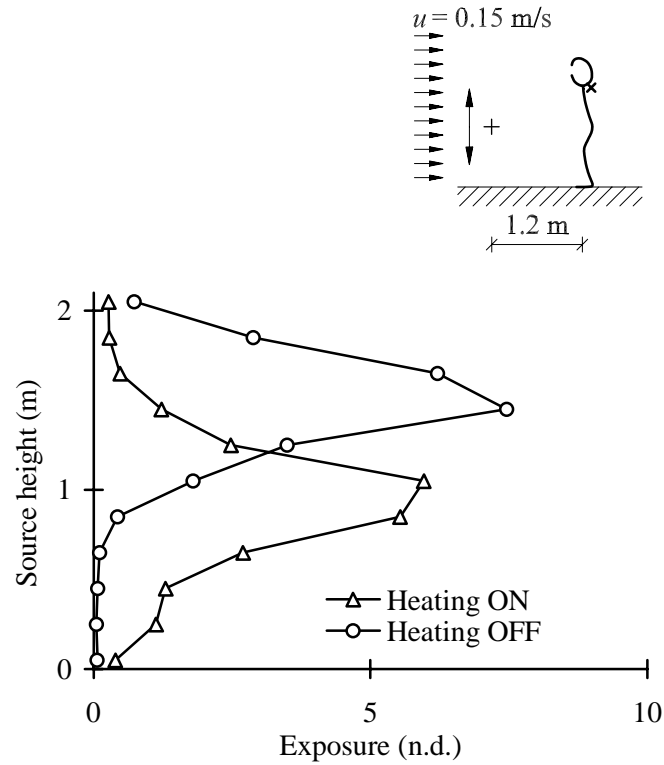 u = 0.15 m/s
+
1.2 m
2
1
0
Source height (m)
Heating ON
Heating OFF
0
5
10
Exposure (n.d.)